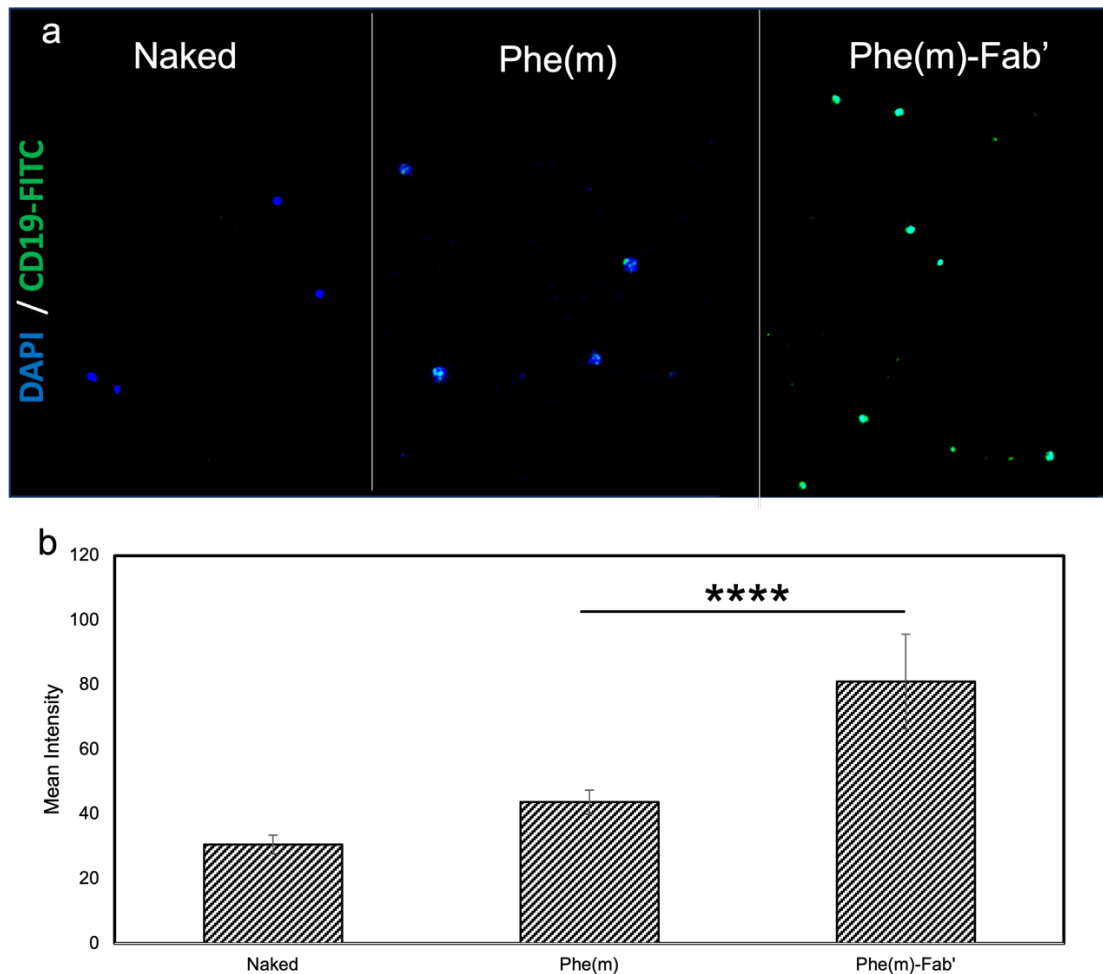 a
Naked
Phe(m)
Phe(m)-Fab'
DAPI / CD19-FITC
b
****
Mean Intensity
120
100
80
60
40
20
0
Naked
Phe(m)
Phe(m)-Fab'